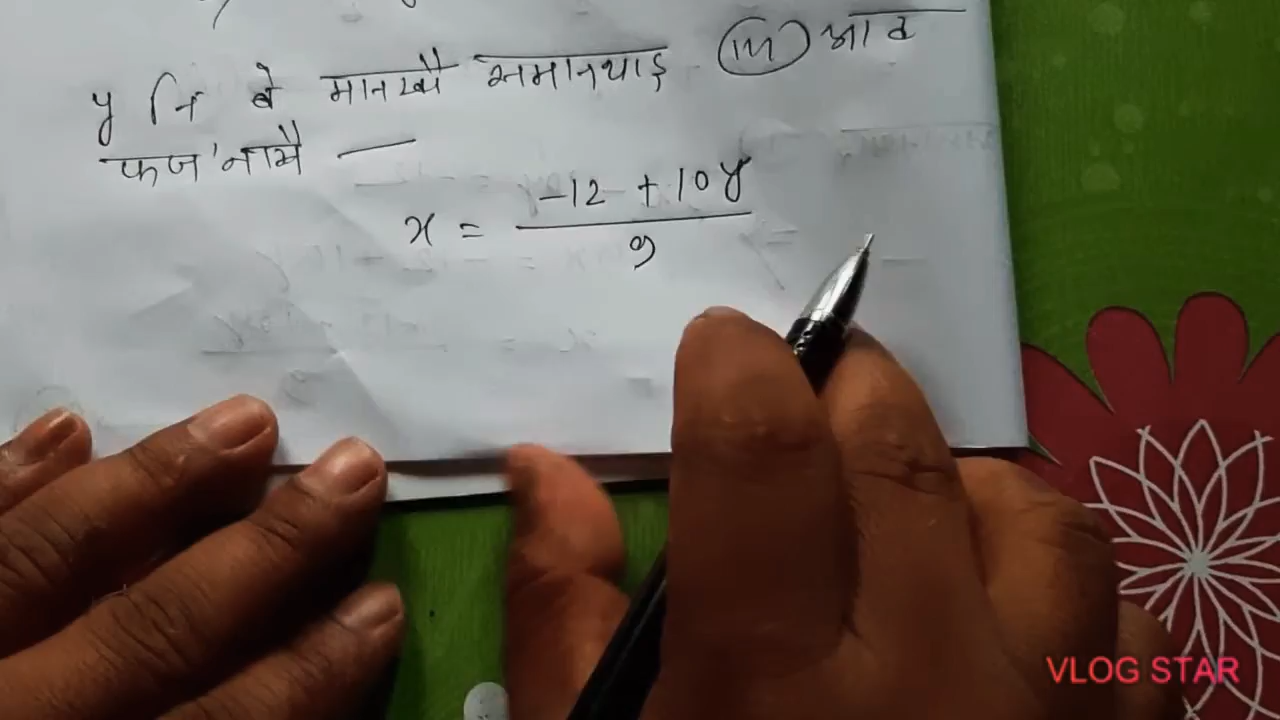 y नि बे मानखौ समानथाइ (iii) आव
फज'नामै —
x = -12 + 10y / 9
VLOG STAR